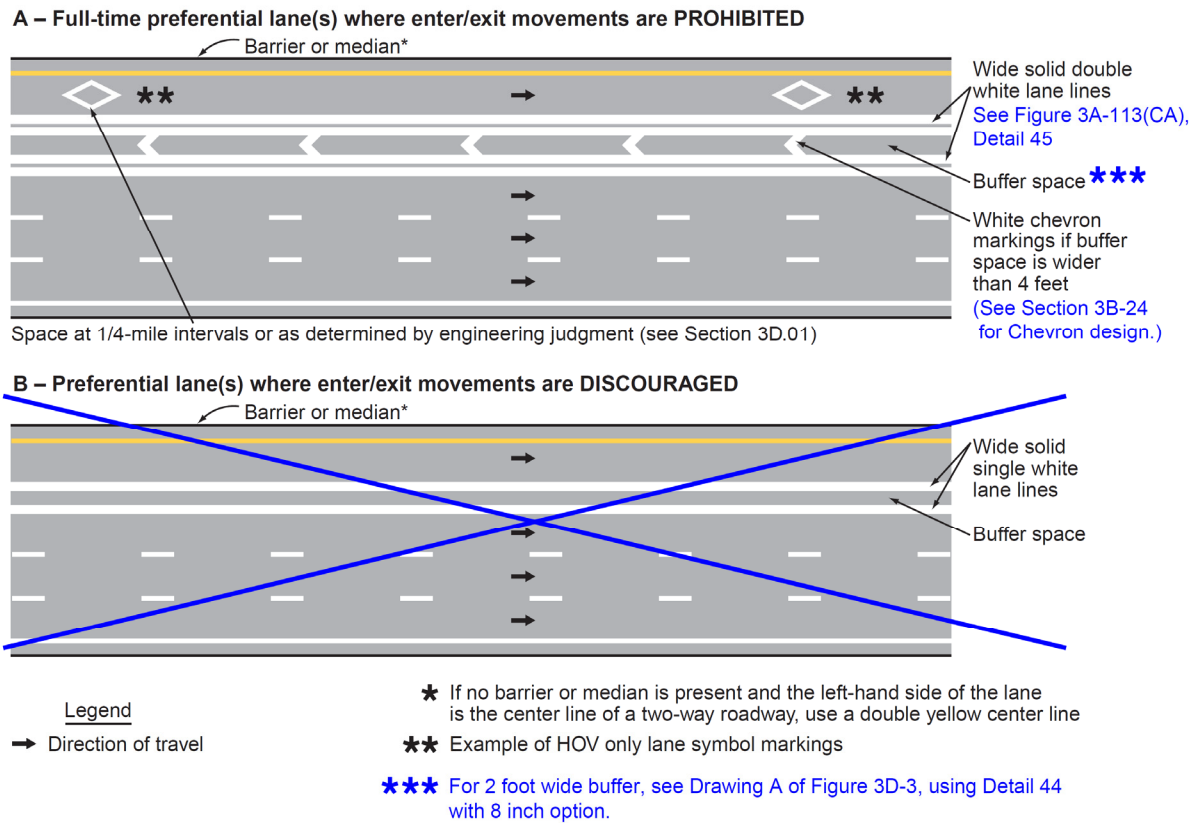 A – Full-time preferential lane(s) where enter/exit movements are PROHIBITED
Barrier or median*
**
**
Wide solid double
white lane lines
See Figure 3A-113(CA),
Detail 45
Buffer space ***
White chevron
markings if buffer
space is wider
than 4 feet
(See Section 3B-24
for Chevron design.)
Space at 1/4-mile intervals or as determined by engineering judgment (see Section 3D.01)
B – Preferential lane(s) where enter/exit movements are DISCOURAGED
Barrier or median*
Wide solid
single white
lane lines
Buffer space
Legend
Direction of travel
* If no barrier or median is present and the left-hand side of the lane
is the center line of a two-way roadway, use a double yellow center line
** Example of HOV only lane symbol markings
*** For 2 foot wide buffer, see Drawing A of Figure 3D-3, using Detail 44
with 8 inch option.